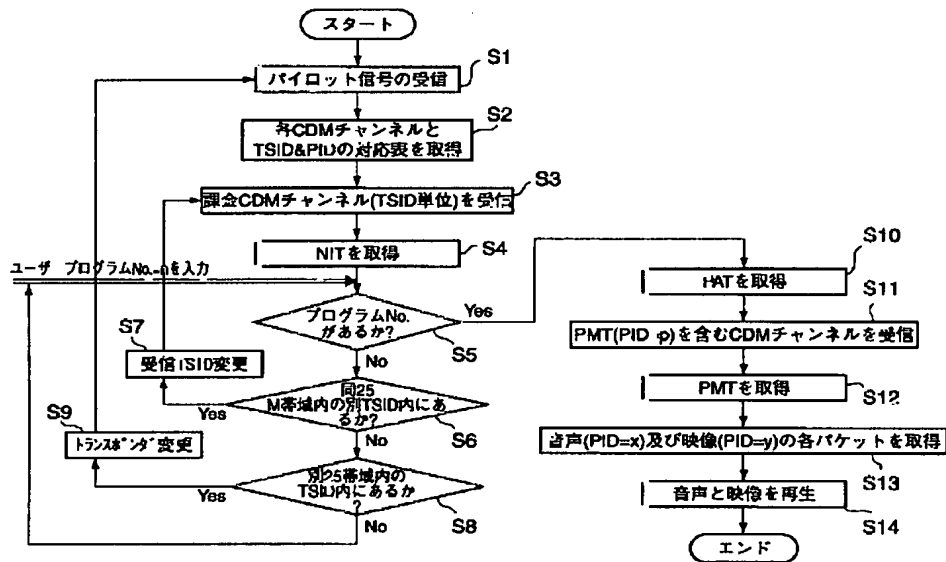 スタート
S1
パイロット信号の受信
S2
各CDMチャンネルと
TSID&PIDの対応表を取得
S3
課金CDMチャンネル(TSID単位)を受信
S4
NITを取得
ユーザ プログラムNo.=nを入力
プログラムNo.
があるか?
Yes
S5
No
S7
受信TSID変更
同25
M帯域内の別TSID内にあ
るか?
Yes
S6
No
S9
トランスポンダ変更
別25帯域内の
TSID内にあるか
?
Yes
S8
No
S10
PATを取得
S11
PMT(PID p)を含むCDMチャンネルを受信
PMTを取得
S12
音声(PID=x)及び映像(PID=y)の各パケットを取得
S13
音声と映像を再生
S14
エンド